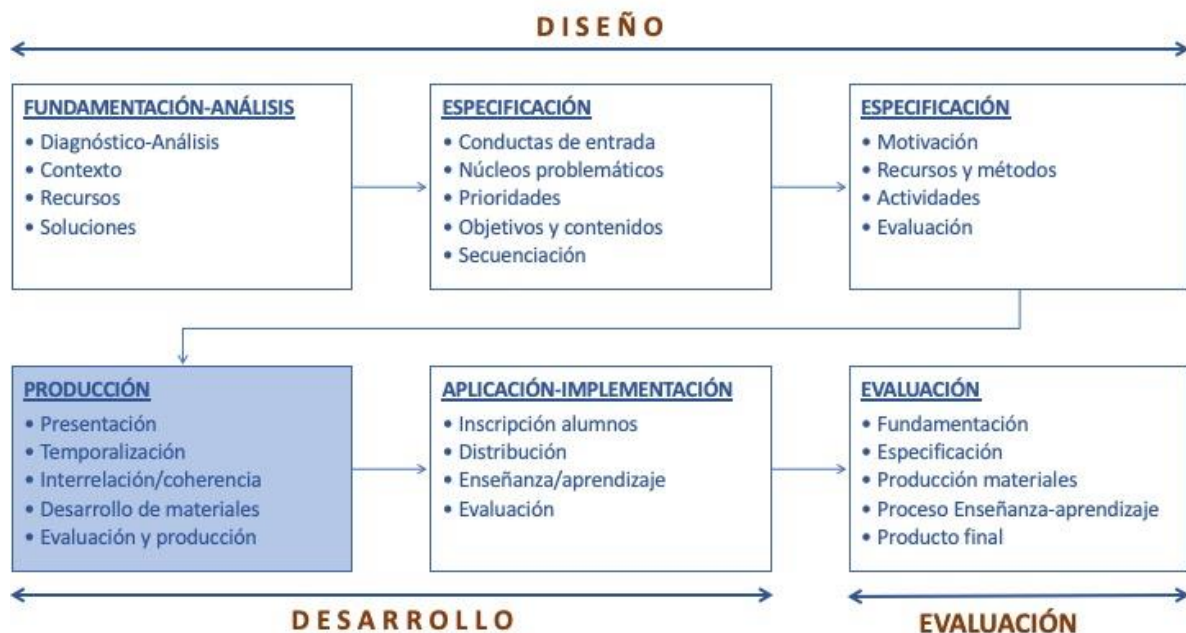 DISEÑO
FUNDAMENTACIÓN-ANÁLISIS
• Diagnóstico-Análisis
• Contexto
• Recursos
• Soluciones
ESPECIFICACIÓN
• Conductas de entrada
• Núcleos problemáticos
• Prioridades
• Objetivos y contenidos
• Secuenciación
ESPECIFICACIÓN
• Motivación
• Recursos y métodos
• Actividades
• Evaluación
PRODUCCIÓN
• Presentación
• Temporalización
• Interrelación/coherencia
• Desarrollo de materiales
• Evaluación y producción
APLICACIÓN-IMPLEMENTACIÓN
• Inscripción alumnos
• Distribución
• Enseñanza/aprendizaje
• Evaluación
EVALUACIÓN
• Fundamentación
• Especificación
• Producción materiales
• Proceso Enseñanza-aprendizaje
• Producto final
DESARROLLO
EVALUACIÓN